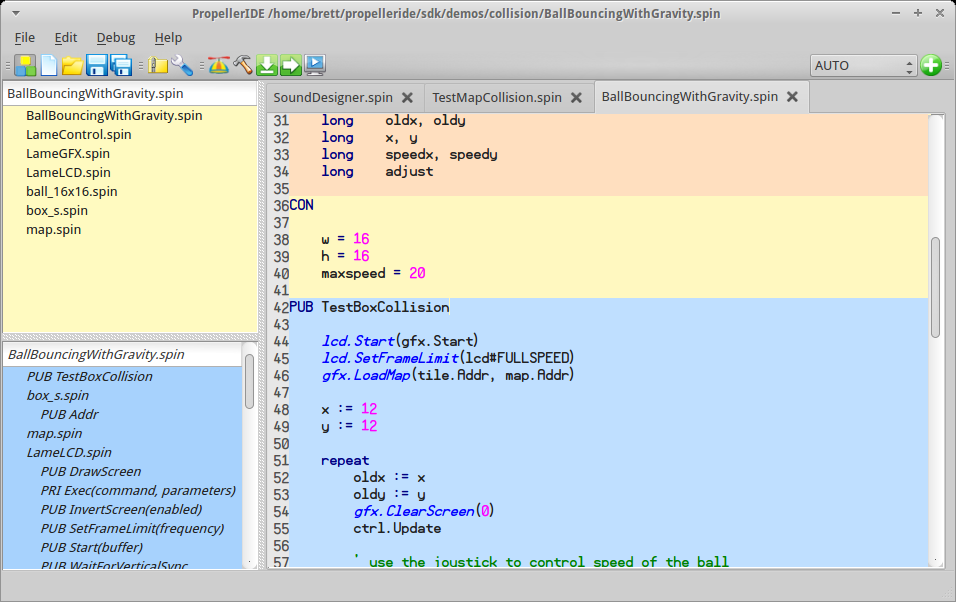 PropellerIDE /home/brett/propelleride/sdk/demos/collision/BallBouncingWithGravity.spin
File Edit Debug Help
AUTO
BallBouncingWithGravity.spin
BallBouncingWithGravity.spin
LameControl.spin
LameGFX.spin
LameLCD.spin
ball_16x16.spin
box_s.spin
map.spin
BallBouncingWithGravity.spin
PUB TestBoxCollision
box_s.spin
PUB Addr
map.spin
LameLCD.spin
PUB DrawScreen
PRI Exec(command, parameters)
PUB InvertScreen(enabled)
PUB SetFrameLimit(frequency)
PUB Start(buffer)
PUB WaitForVerticalSync
SoundDesigner.spin TestMapCollision.spin BallBouncingWithGravity.spin
31 long oldx, oldy
32 long x, y
33 long speedx, speedy
34 long adjust
35
36 CON
37
38 w = 16
39 h = 16
40 maxspeed = 20
41
42 PUB TestBoxCollision
43
44 lcd.Start(gfx.Start)
45 lcd.SetFrameLimit(lcd#FULLSPEED)
46 gfx.LoadMap(tile.Addr, map.Addr)
47
48 x := 12
49 y := 12
50
51 repeat
52 oldx := x
53 oldy := y
54 gfx.ClearScreen(0)
55 ctrl.Update
56
57 ' use the joystick to control speed of the ball